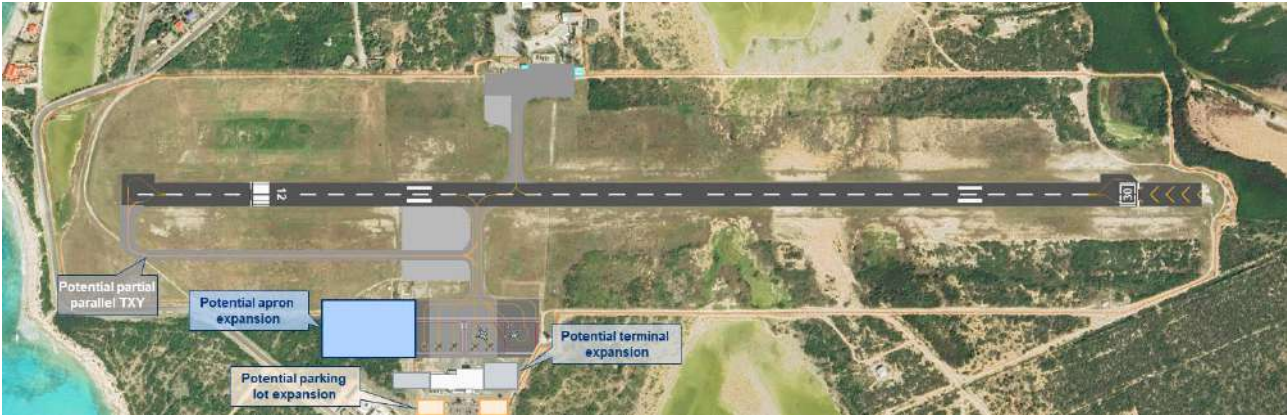 12
30
Potential partial
parallel TXY
Potential apron
expansion
Potential terminal
expansion
Potential parking
lot expansion